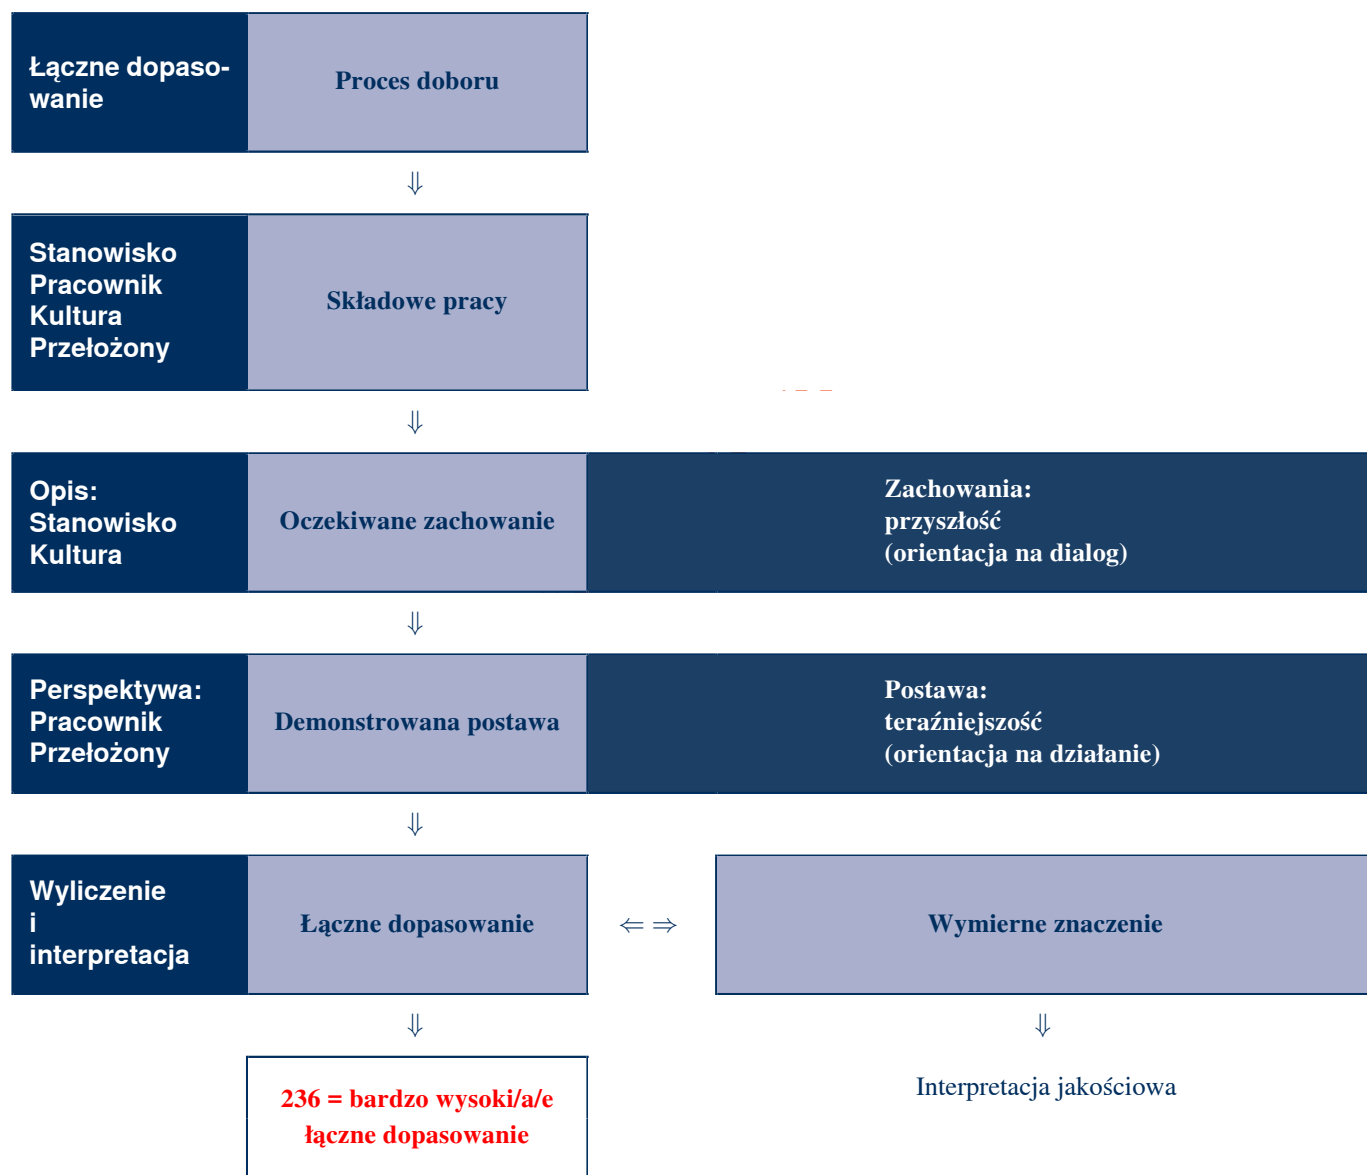 Łączne dopaso-
wanie
Proces doboru
⇓
Stanowisko
Pracownik
Kultura
Przełożony
Składowe pracy
⇓
Opis:
Stanowisko
Kultura
Oczekiwane zachowanie
Zachowania:
przyszłość
(orientacja na dialog)
⇓
Perspektywa:
Pracownik
Przełożony
Demonstrowana postawa
Postawa:
teraźniejszość
(orientacja na działanie)
⇓
Wyliczenie
i
interpretacja
Łączne dopasowanie
⇐ ⇒
Wymierne znaczenie
⇓
⇓
236 = bardzo wysoki/a/e
łączne dopasowanie
Interpretacja jakościowa